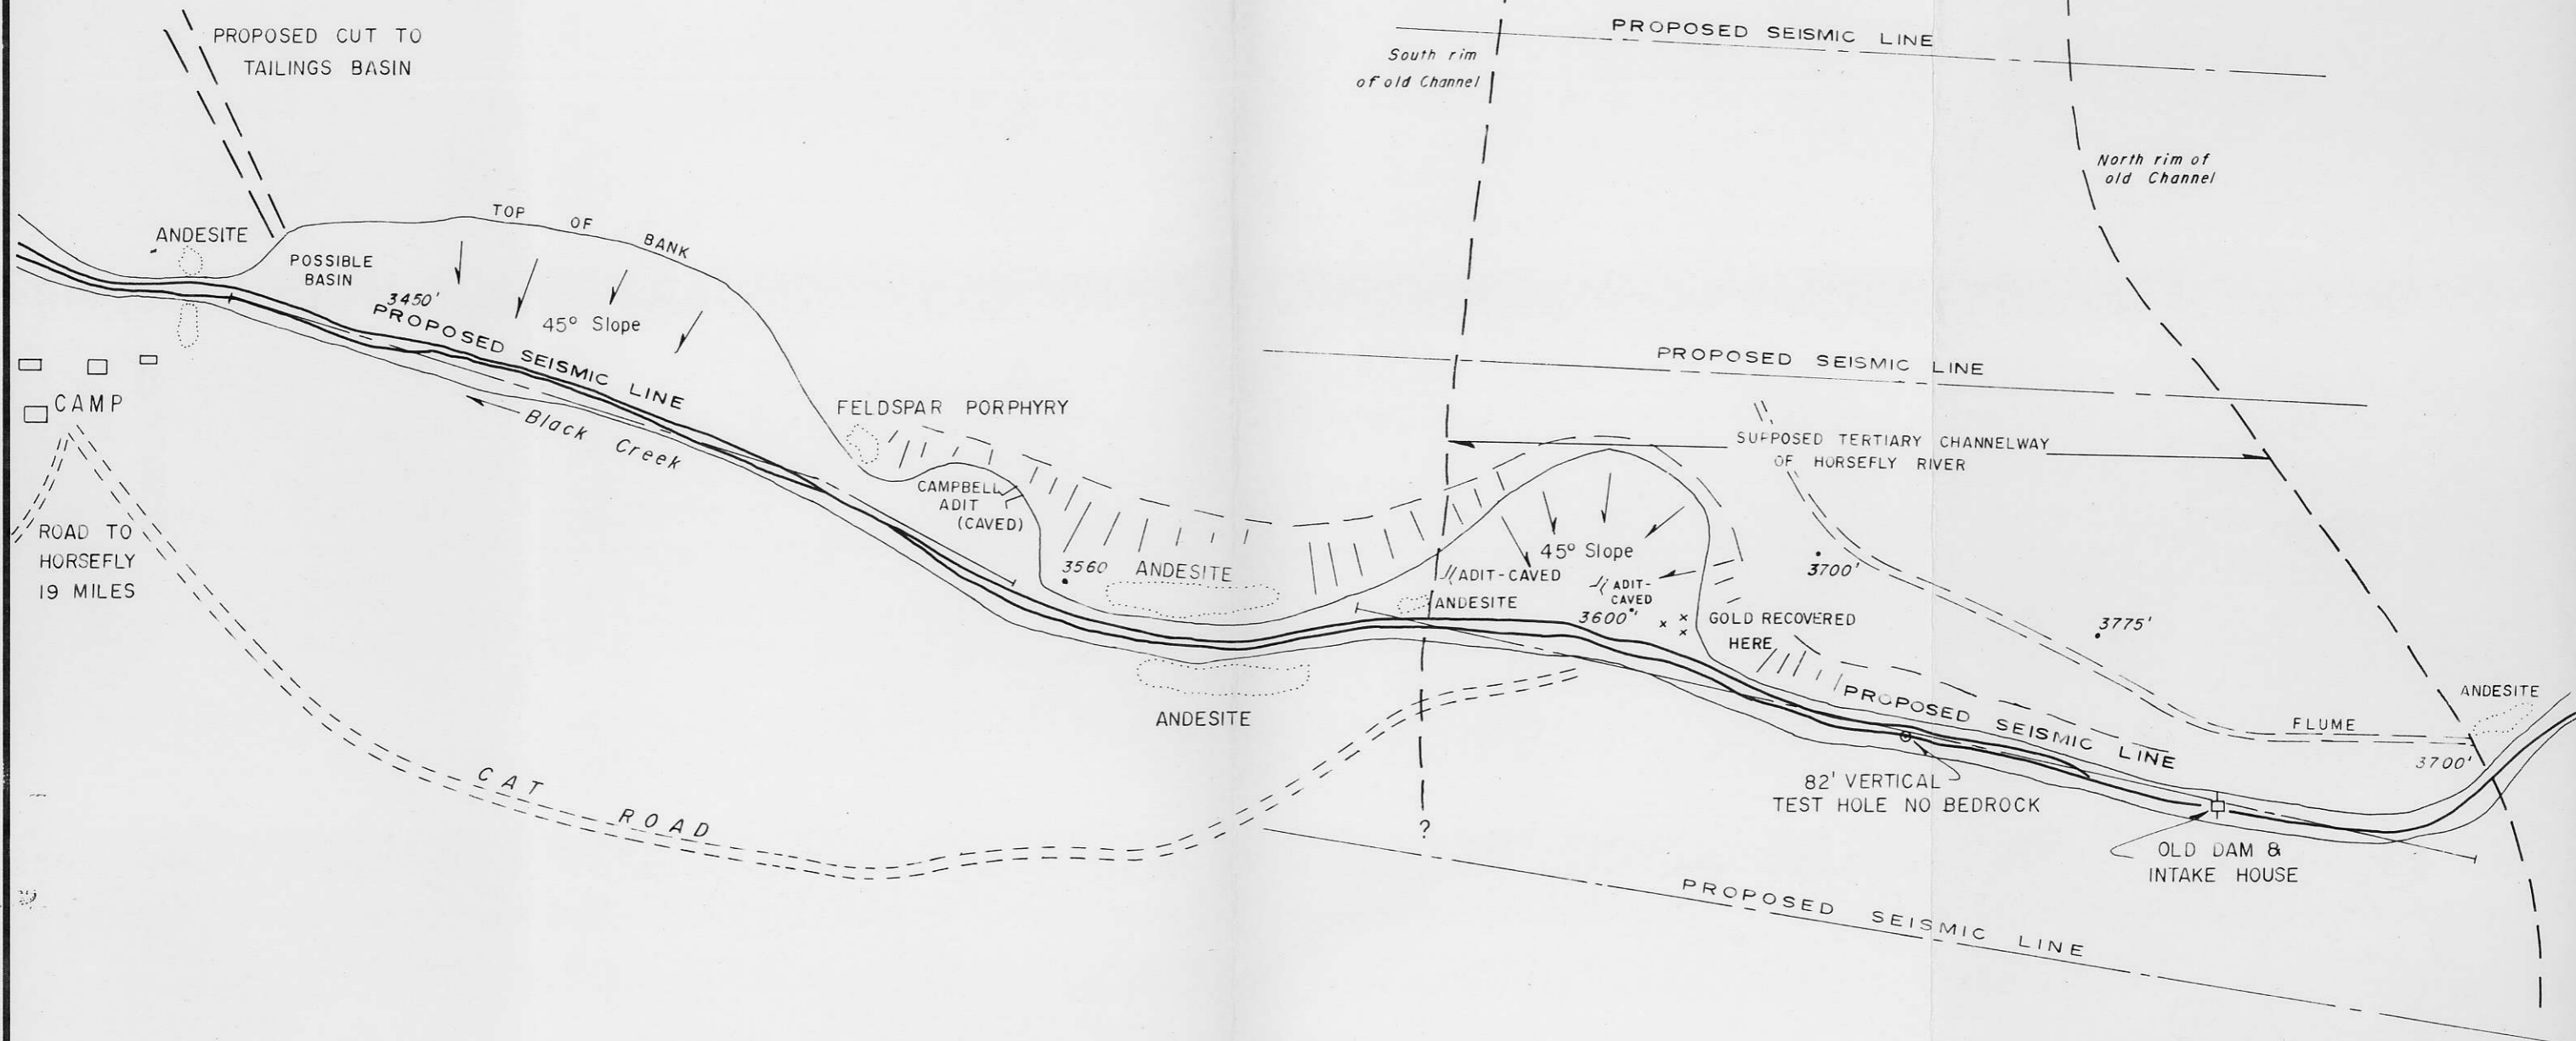 PROPOSED CUT TO
TAILINGS BASIN
PROPOSED SEISMIC LINE
South rim
of old Channel
North rim of
old Channel
TOP OF BANK
ANDESITE
POSSIBLE
BASIN
3450'
45° Slope
PROPOSED SEISMIC LINE
PROPOSED SEISMIC LINE
CAMP
Black Creek
FELDSPAR PORPHYRY
SUPPOSED TERTIARY CHANNELWAY
OF HORSEFLY RIVER
CAMPBELL
ADIT
(CAVED)
ROAD TO
HORSEFLY
19 MILES
3560
ANDESITE
45° Slope
ADIT-CAVED
ADIT-
CAVED
ANDESITE
3600'
3700'
GOLD RECOVERED
HERE
3775'
ANDESITE
PROPOSED SEISMIC LINE
FLUME
ANDESITE
3700'
82' VERTICAL
TEST HOLE NO BEDROCK
CAT ROAD
?
OLD DAM &
INTAKE HOUSE
PROPOSED SEISMIC LINE